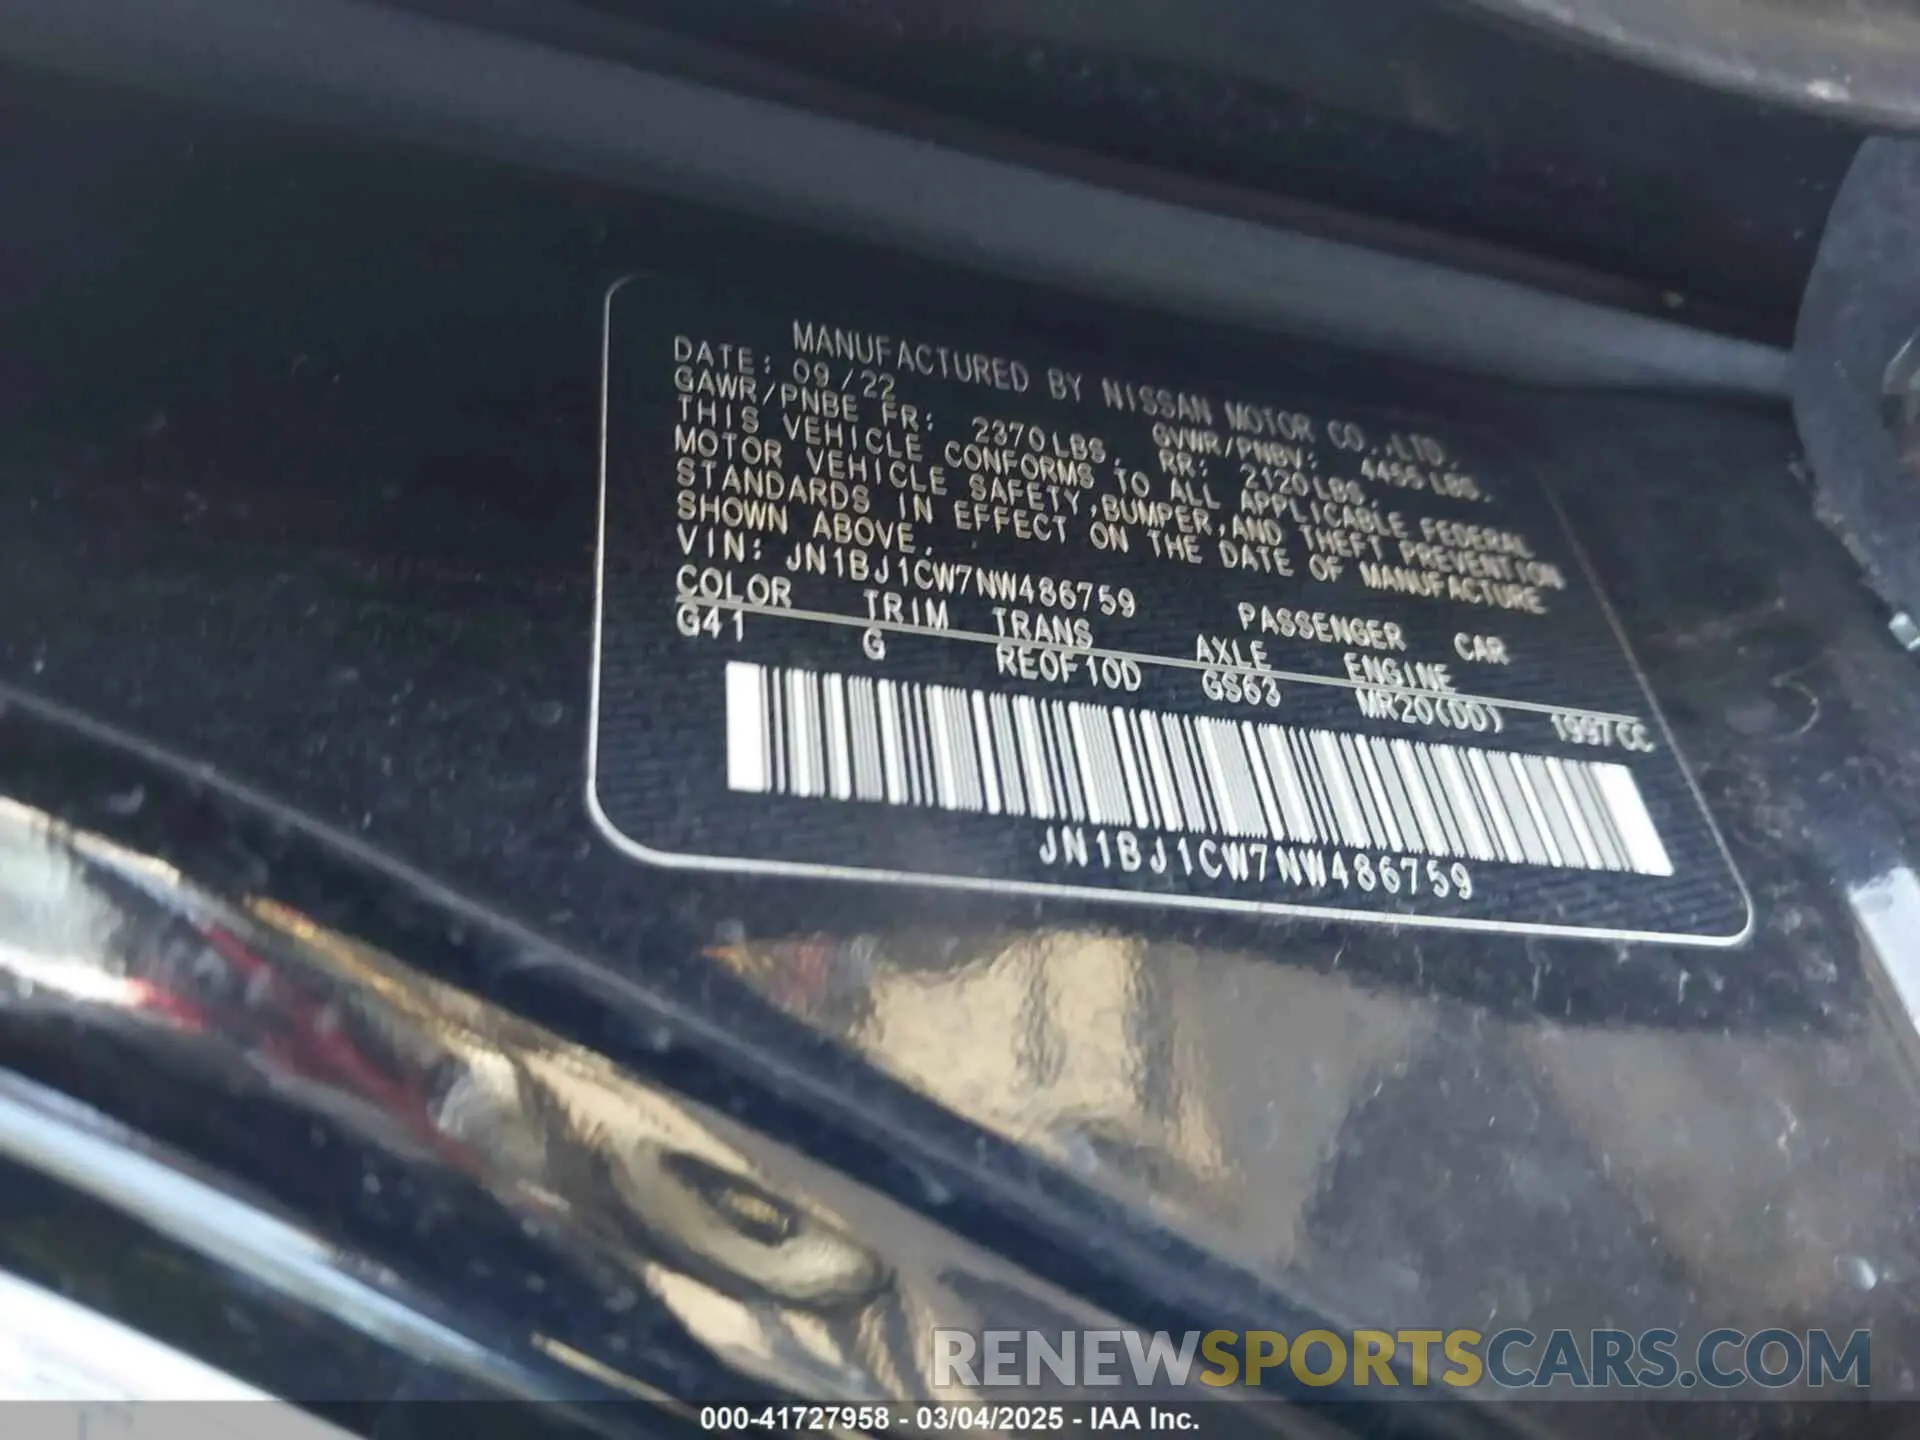 MANUFACTURED BY NISSAN MOTOR CO.,LTD.
DATE: 09/22 GVWR/PNBV: 4455 LBS.
GAWR/PNBE FR: 2370LBS. RR: 2120LBS.
THIS VEHICLE CONFORMS TO ALL APPLICABLE FEDERAL
MOTOR VEHICLE SAFETY,BUMPER,AND THEFT PREVENTION
STANDARDS IN EFFECT ON THE DATE OF MANUFACTURE
SHOWN ABOVE.
VIN: JN1BJ1CW7NW486759 PASSENGER CAR
COLOR TRIM TRANS AXLE ENGINE
G41 G RE0F10D GS63 MR20(DD) 1997CC
JN1BJ1CW7NW486759
RENEWSPORTSCARS.COM
000-41727958 - 03/04/2025 - IAA Inc.